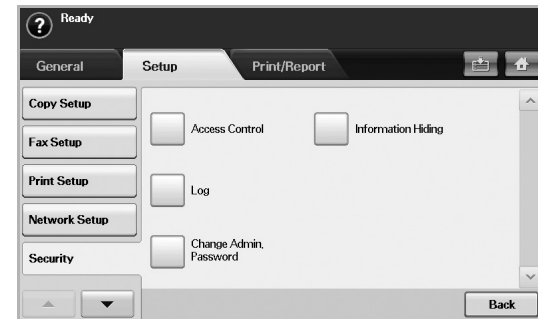 ? Ready
General Setup Print/Report
Copy Setup
Fax Setup
Print Setup
Network Setup
Security
Access Control Information Hiding
Log
Change Admin.
Password
Back